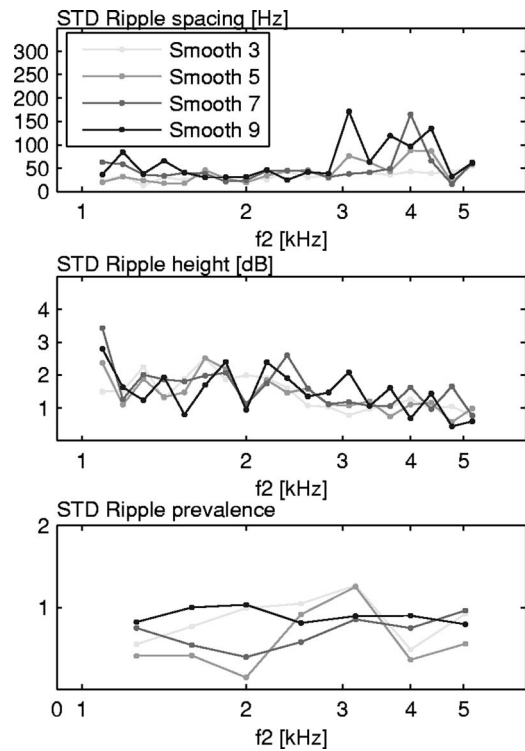 STD Ripple spacing [Hz]
350
300
250
200
150
100
50
0
Smooth 3
Smooth 5
Smooth 7
Smooth 9
1 2 3 4 5
f2 [kHz]
STD Ripple height [dB]
4
3
2
1
1 2 3 4 5
f2 [kHz]
STD Ripple prevalence
2
1
0 1 2 3 4 5
f2 [kHz]